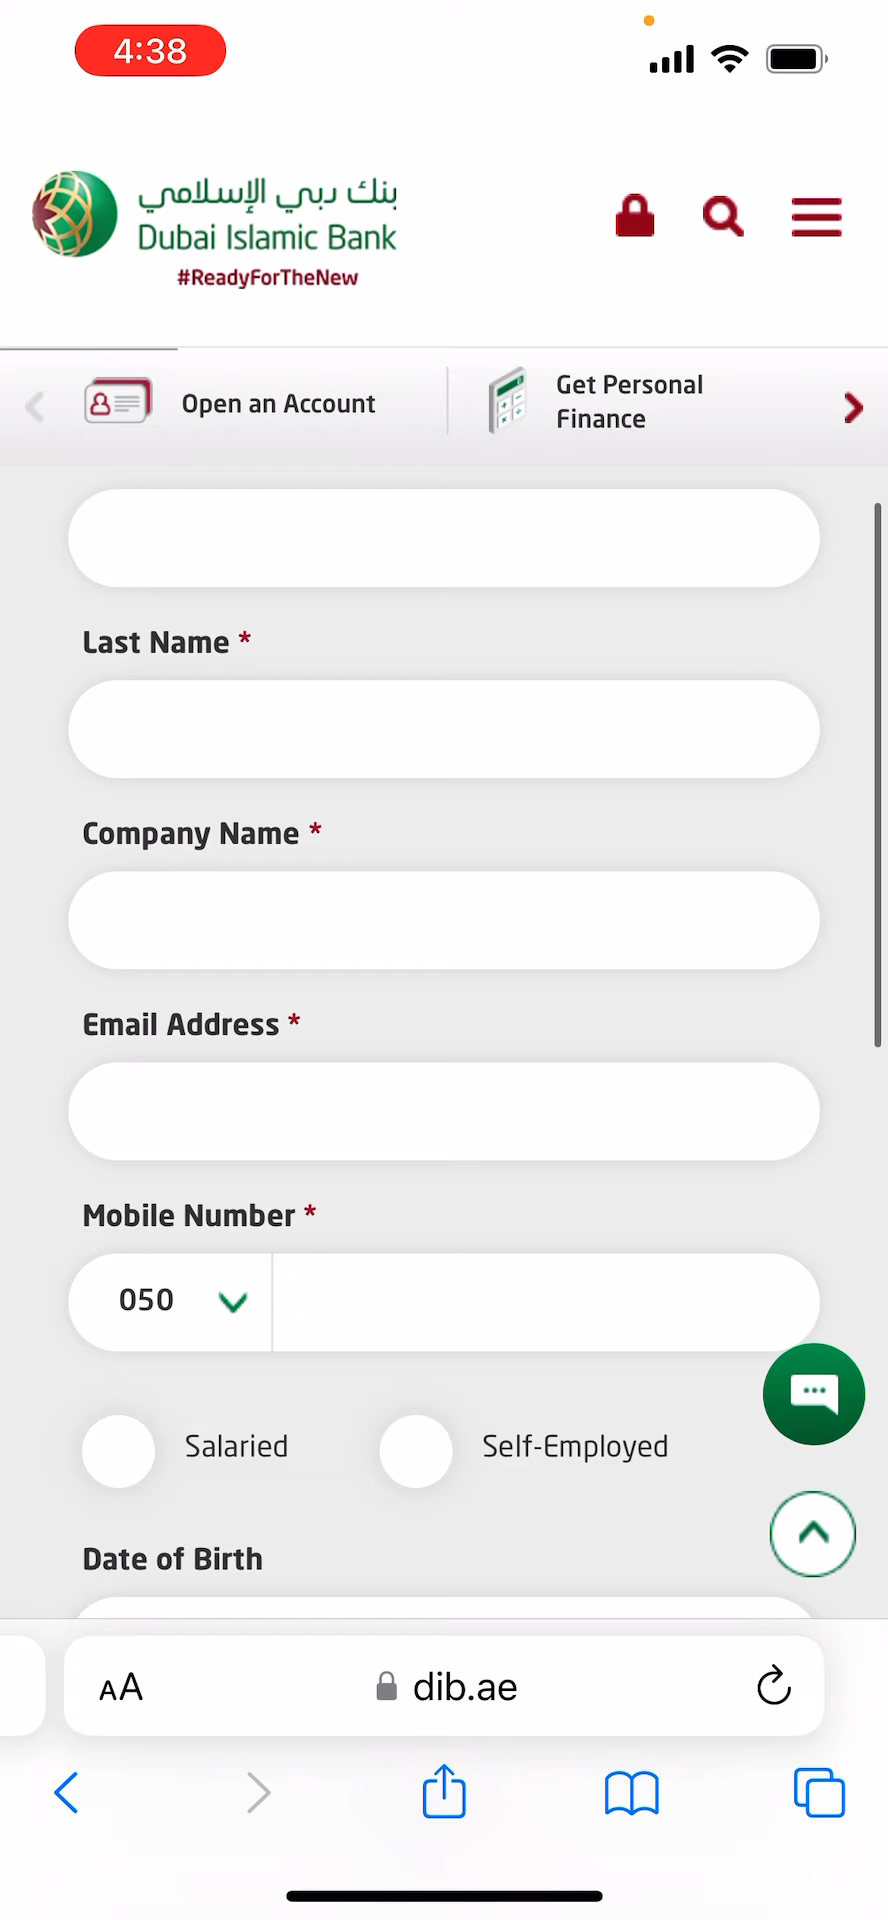 4:38
بنك دبي الإسلامي
Dubai Islamic Bank
#ReadyForTheNew
Open an Account
Get Personal
Finance
Last Name *
Company Name *
Email Address *
Mobile Number *
050
Salaried
Self-Employed
Date of Birth
AA
dib.ae